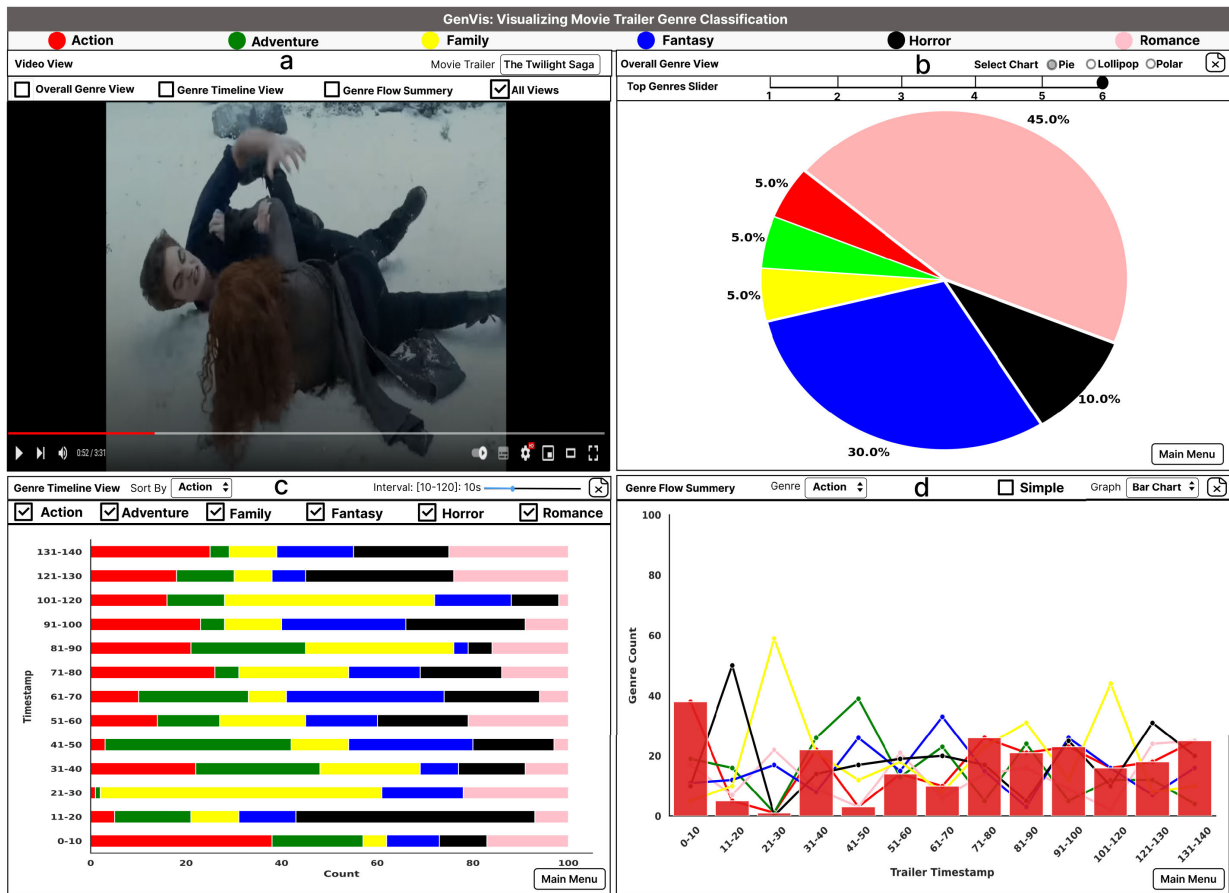 GenVis: Visualizing Movie Trailer Genre Classification
Action Adventure Family Fantasy Horror Romance
Video View a Movie Trailer The Twilight Saga
Overall Genre View Genre Timeline View Genre Flow Summery All Views
0:52 / 3:31
HD
Overall Genre View b Select Chart Pie Lollipop Polar
Top Genres Slider
1 2 3 4 5 6
45.0%
5.0%
5.0%
5.0%
10.0%
30.0%
Main Menu
Genre Timeline View Sort By Action c Interval: [10-120]: 10s
Action Adventure Family Fantasy Horror Romance
Timestamp
131-140
121-130
101-120
91-100
81-90
71-80
61-70
51-60
41-50
31-40
21-30
11-20
0-10
0 20 40 60 80 100
Count
Main Menu
Genre Flow Summery Genre Action d Simple Graph Bar Chart
Genre Count
100
80
60
40
20
0
0-10 11-20 21-30 31-40 41-50 51-60 61-70 71-80 81-90 91-100 101-120 121-130 131-140
Trailer Timestamp
Main Menu